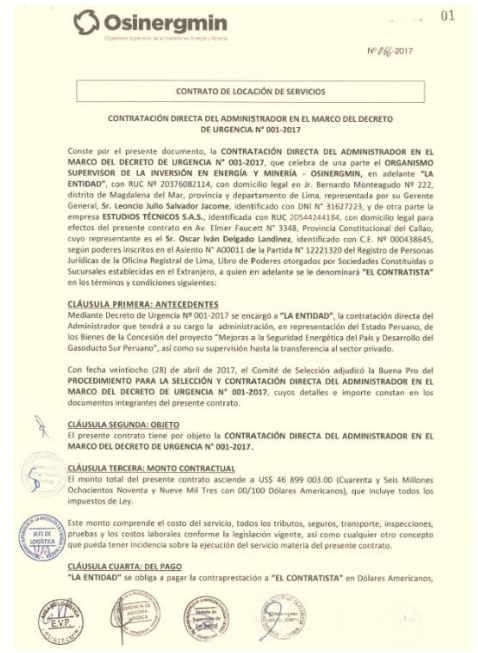 Osinergmin
Organismo Supervisor de la Inversión en Energía y Minería
01
Nº 066-2017
CONTRATO DE LOCACIÓN DE SERVICIOS
CONTRATACIÓN DIRECTA DEL ADMINISTRADOR EN EL MARCO DEL DECRETO
DE URGENCIA N° 001-2017
Conste por el presente documento, la CONTRATACIÓN DIRECTA DEL ADMINISTRADOR EN EL
MARCO DEL DECRETO DE URGENCIA N° 001-2017, que celebra de una parte el ORGANISMO
SUPERVISOR DE LA INVERSIÓN EN ENERGÍA Y MINERÍA - OSINERGMIN, en adelante "LA
ENTIDAD", con RUC Nº 20376082114, con domicilio legal en Jr. Bernardo Monteagudo Nº 222,
distrito de Magdalena del Mar, provincia y departamento de Lima, representada por su Gerente
General, Sr. Leoncio Julio Salvador Jacome, identificado con DNI N° 31627223, y de otra parte la
empresa ESTUDIOS TÉCNICOS S.A.S., identificada con RUC 20544244184, con domicilio legal para
efectos del presente contrato en Av. Elmer Faucett N° 3348, Provincia Constitucional del Callao,
cuyo representante es el Sr. Oscar Iván Delgado Landinez, identificado con C.E. Nº 000438645,
según poderes inscritos en el Asiento N° A00011 de la Partida N° 12221320 del Registro de Personas
Jurídicas de la Oficina Registral de Lima, Libro de Poderes otorgados por Sociedades Constituidas o
Sucursales establecidas en el Extranjero, a quien en adelante se le denominará "EL CONTRATISTA"
en los términos y condiciones siguientes:
CLÁUSULA PRIMERA: ANTECEDENTES
Mediante Decreto de Urgencia Nº 001-2017 se encargó a "LA ENTIDAD", la contratación directa del
Administrador que tendrá a su cargo la administración, en representación del Estado Peruano, de
los Bienes de la Concesión del proyecto "Mejoras a la Seguridad Energética del País y Desarrollo del
Gasoducto Sur Peruano", así como su supervisión hasta la transferencia al sector privado.
Con fecha veintiocho (28) de abril de 2017, el Comité de Selección adjudicó la Buena Pro del
PROCEDIMIENTO PARA LA SELECCIÓN Y CONTRATACIÓN DIRECTA DEL ADMINISTRADOR EN EL
MARCO DEL DECRETO DE URGENCIA N° 001-2017, cuyos detalles e importe constan en los
documentos integrantes del presente contrato.
CLÁUSULA SEGUNDA: OBJETO
El presente contrato tiene por objeto la CONTRATACIÓN DIRECTA DEL ADMINISTRADOR EN EL
MARCO DEL DECRETO DE URGENCIA N° 001-2017.
CLÁUSULA TERCERA: MONTO CONTRACTUAL
El monto total del presente contrato asciende a US$ 46 899 003.00 (Cuarenta y Seis Millones
Ochocientos Noventa y Nueve Mil Tres con 00/100 Dólares Americanos), que incluye todos los
impuestos de Ley.
Este monto comprende el costo del servicio, todos los tributos, seguros, transporte, inspecciones,
pruebas y los costos laborales conforme la legislación vigente, así como cualquier otro concepto
que pueda tener incidencia sobre la ejecución del servicio materia del presente contrato.
JEFE DE
LOGISTICA
CLÁUSULA CUARTA: DEL PAGO
"LA ENTIDAD" se obliga a pagar la contraprestación a "EL CONTRATISTA" en Dólares Americanos,
E.V.P.
OSINERGMIN
GERENCIA DE
ASESORIA
JURIDICA